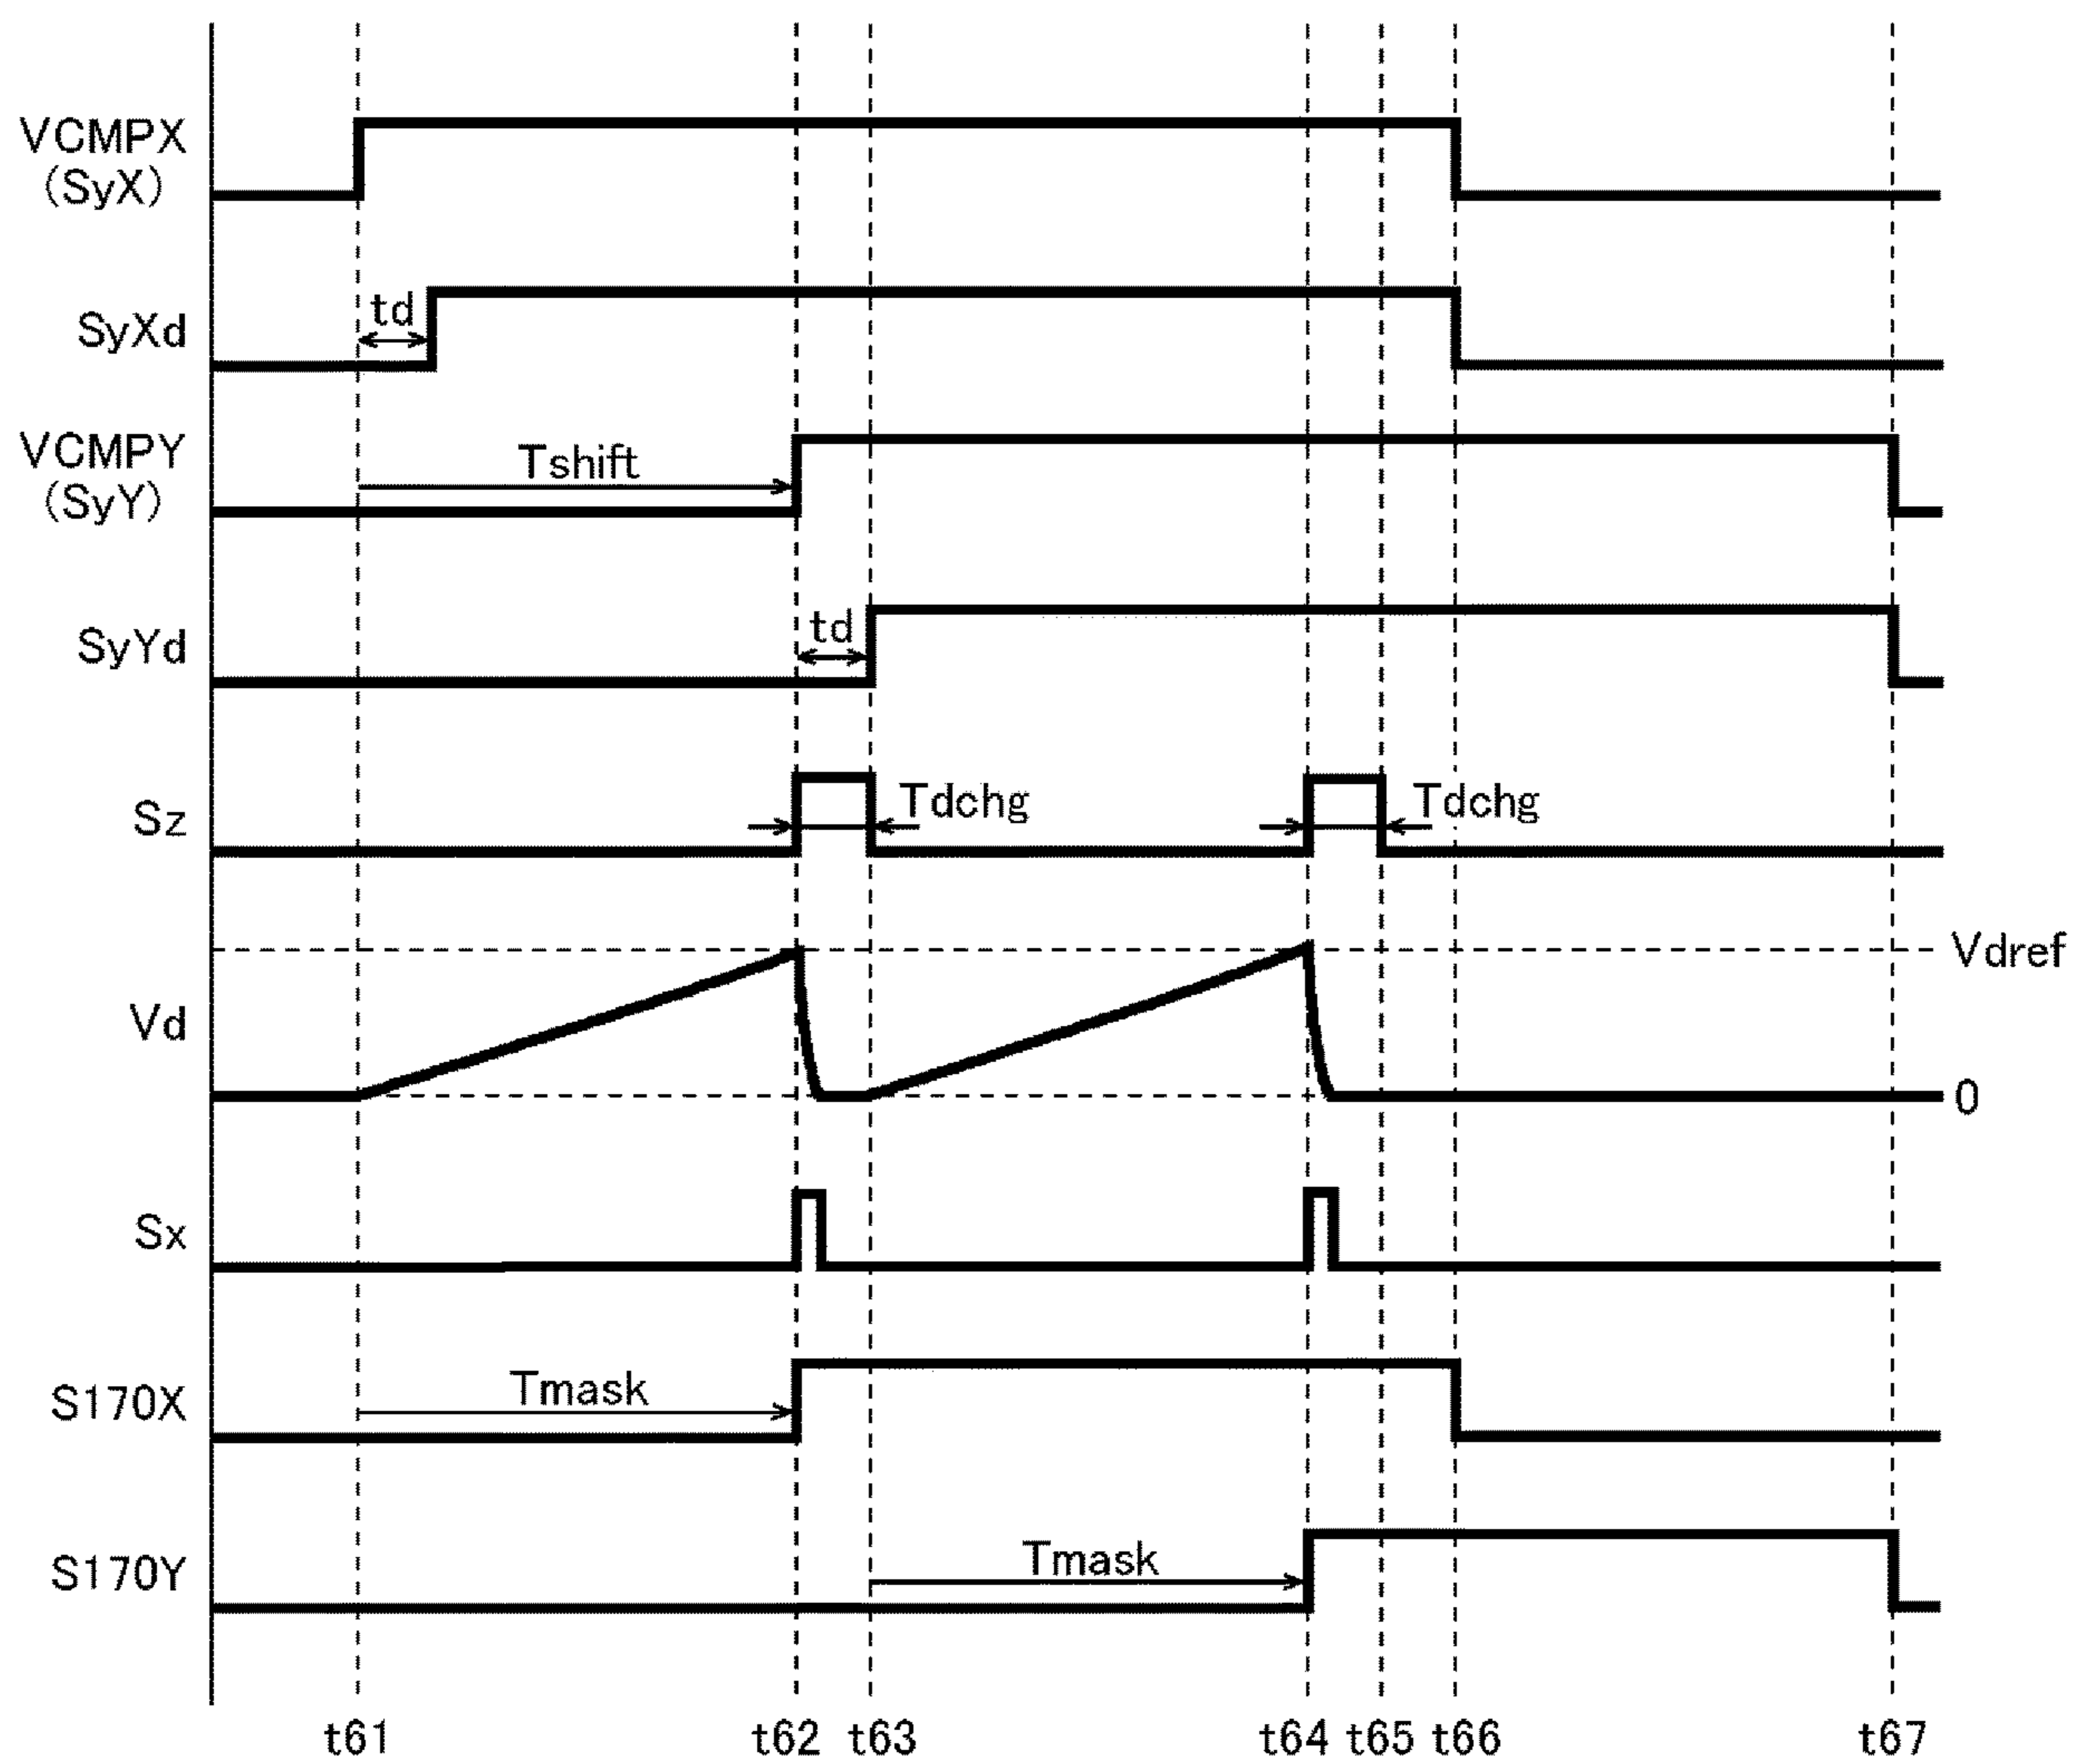 VCMPX
(SyX)
td
SyXd
VCMPY
(SyY)
Tshift
td
SyYd
Sz
Tdchg
Tdchg
Vdref
Vd
0
Sx
Tmask
S170X
Tmask
S170Y
t61
t62
t63
t64
t65
t66
t67